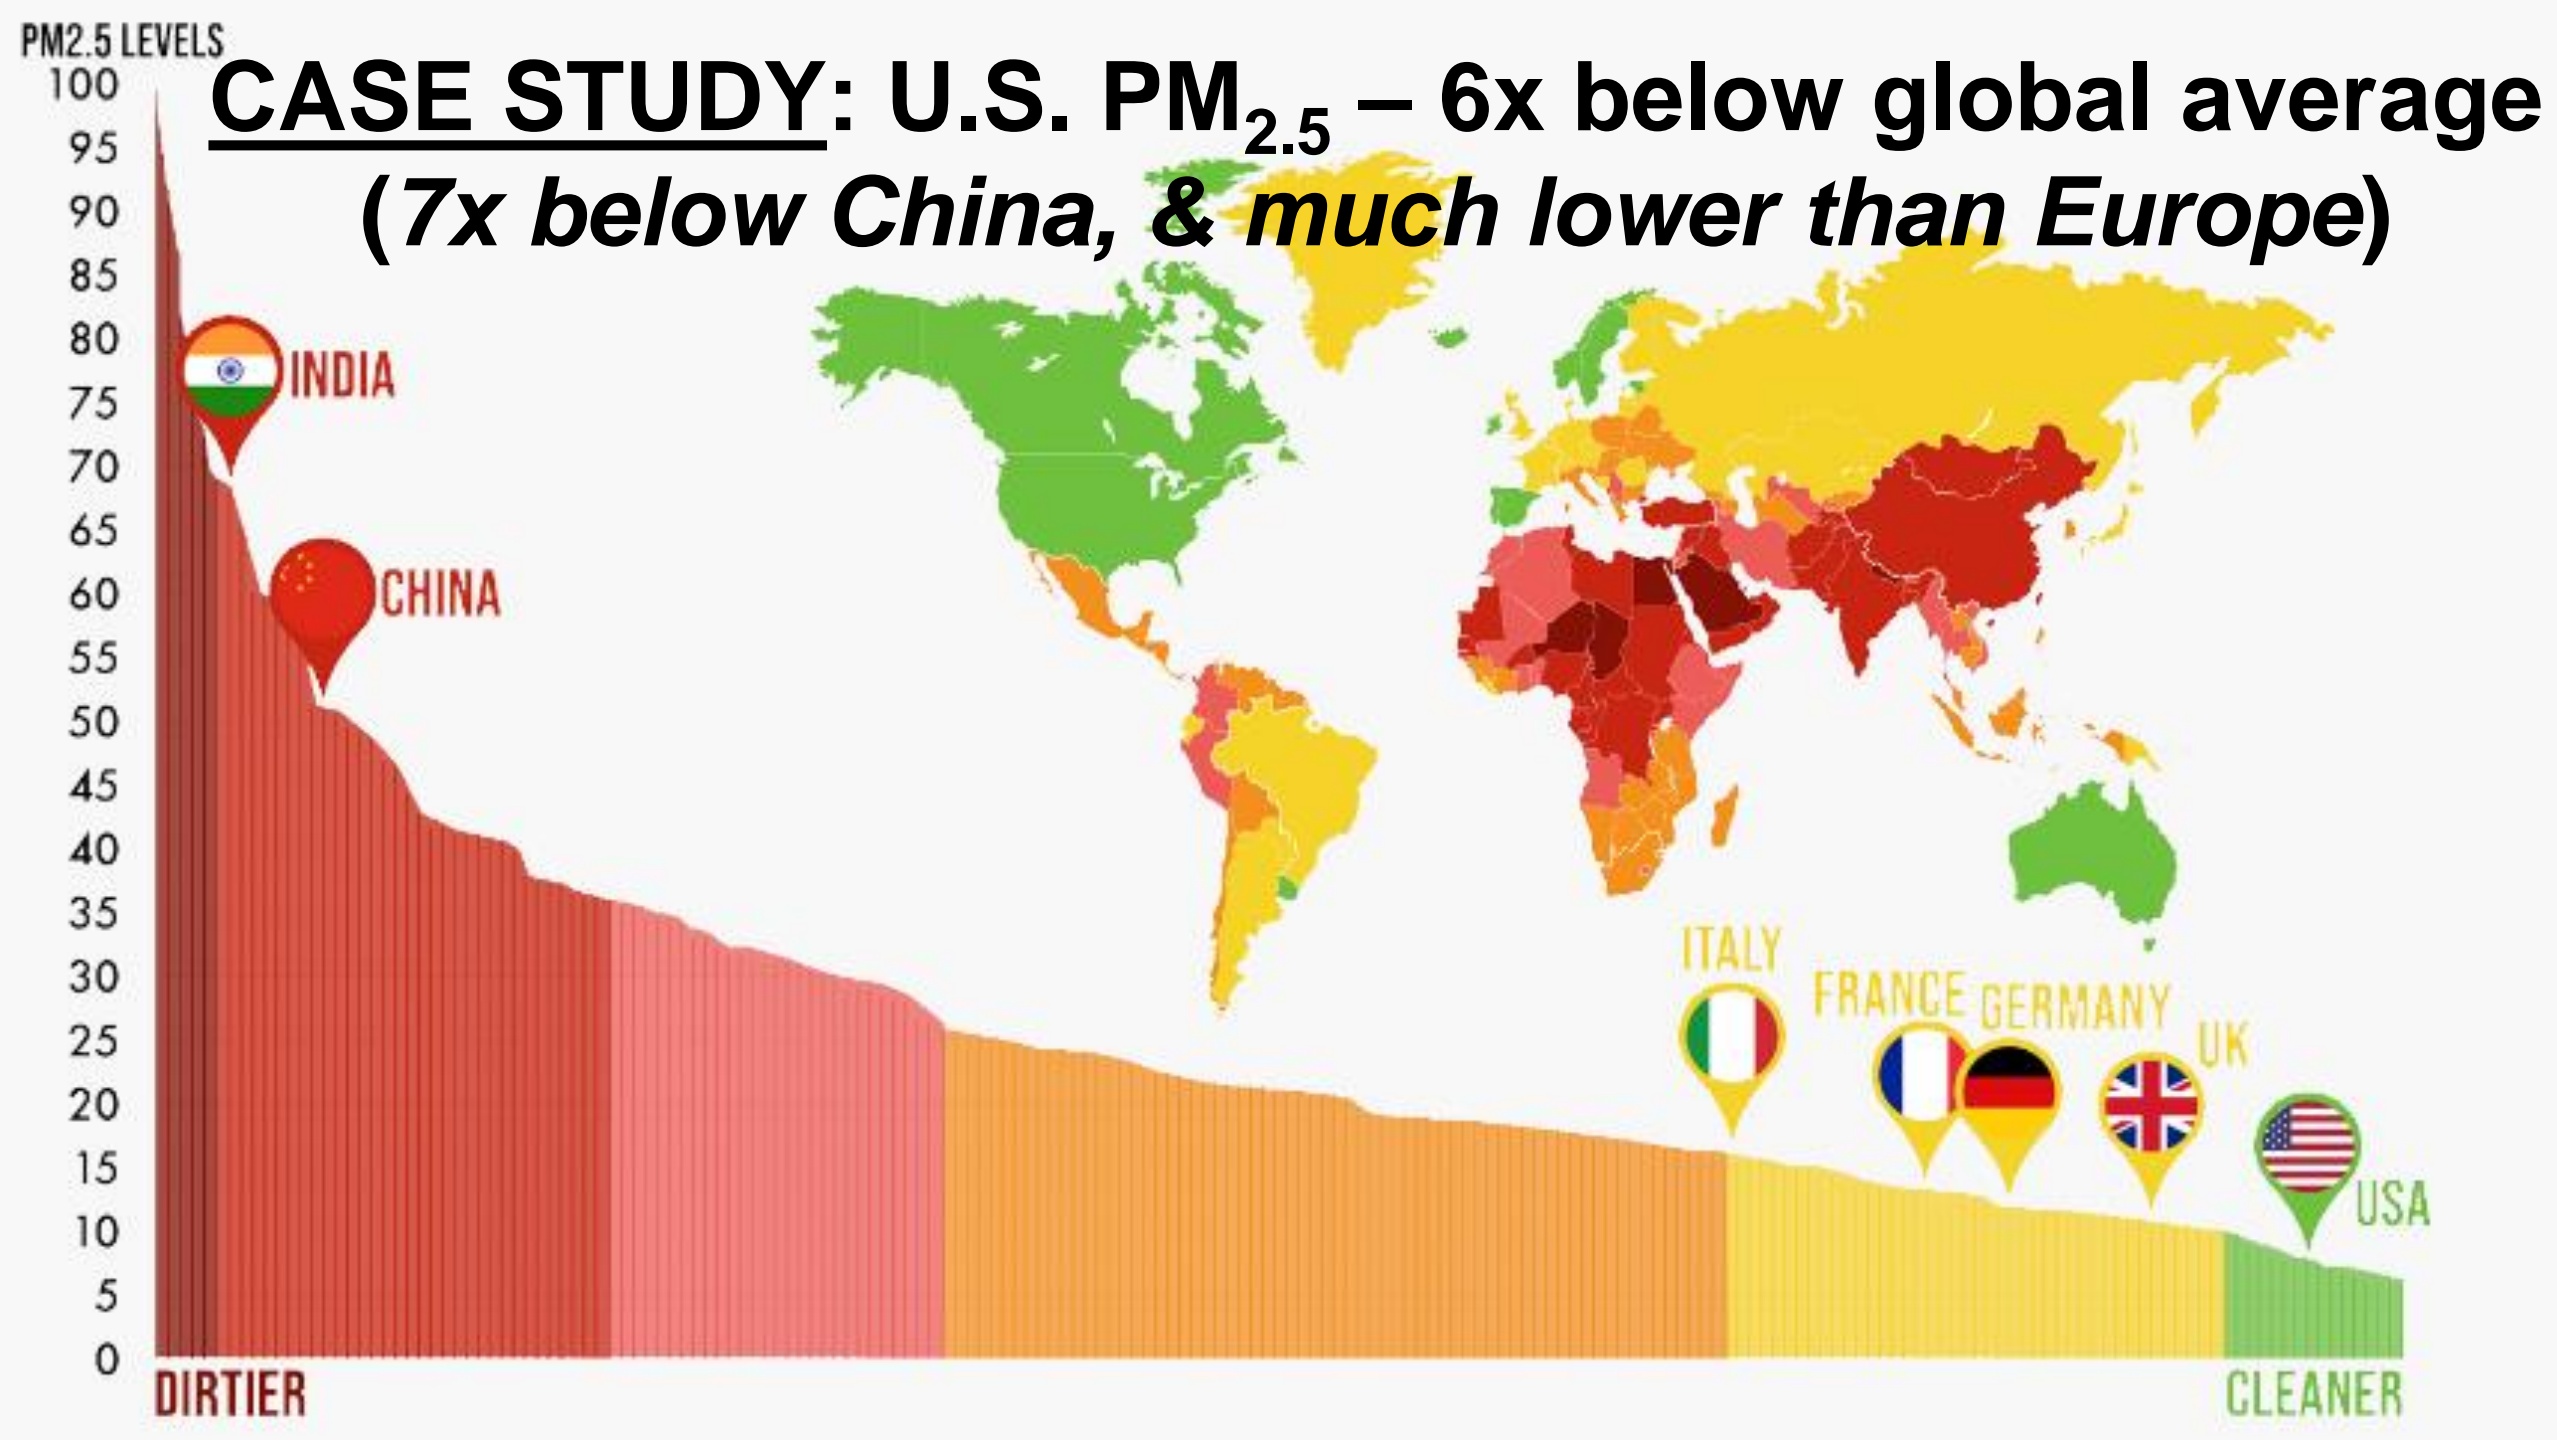 PM2.5 LEVELS
CASE STUDY: U.S. PM2.5 – 6x below global average
(7x below China, & much lower than Europe)
100
95
90
85
80
75
70
65
60
55
50
45
40
35
30
25
20
15
10
5
0
INDIA
CHINA
ITALY
FRANCE
GERMANY
UK
USA
DIRTIER
CLEANER